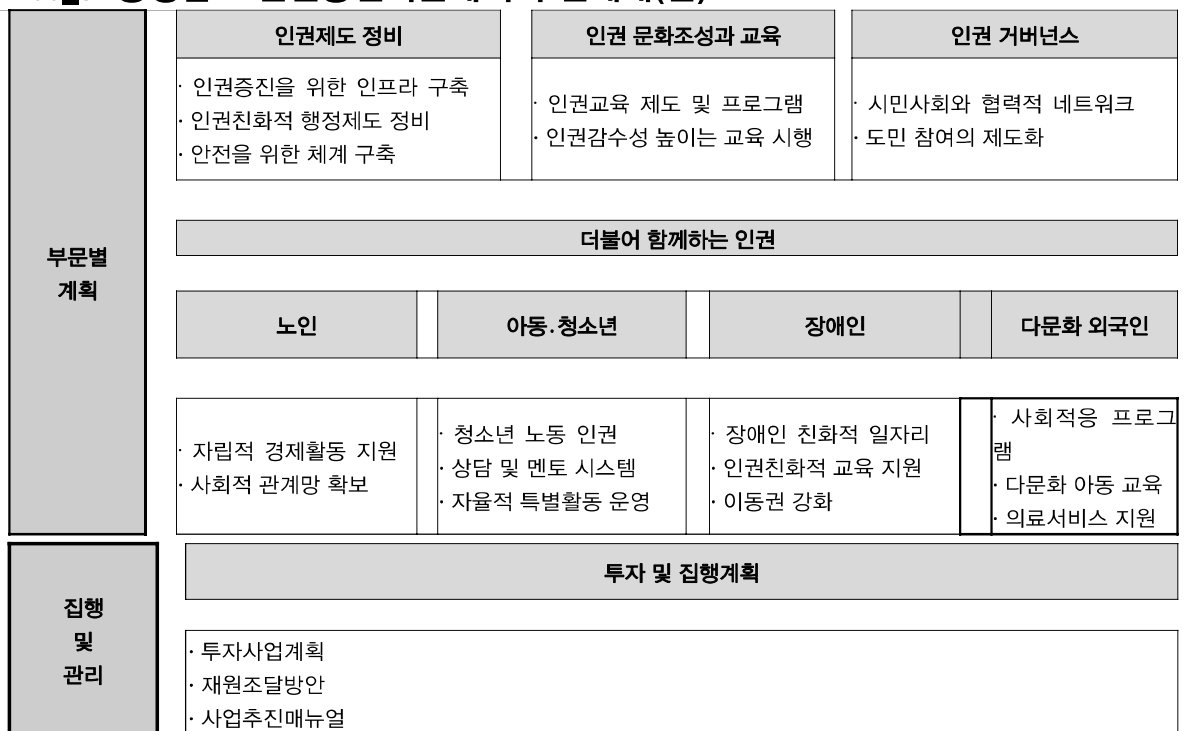 인권제도 정비
인권 문화조성과 교육
인권 거버넌스
· 인권증진을 위한 인프라 구축
· 인권친화적 행정제도 정비
· 안전을 위한 체계 구축
· 인권교육 제도 및 프로그램
· 인권감수성 높이는 교육 시행
· 시민사회와 협력적 네트워크
· 도민 참여의 제도화
부문별
계획
더불어 함께하는 인권
노인
아동.청소년
장애인
다문화 외국인
· 자립적 경제활동 지원
· 사회적 관계망 확보
· 청소년 노동 인권
· 상담 및 멘토 시스템
· 자율적 특별활동 운영
· 장애인 친화적 일자리
· 인권친화적 교육 지원
· 이동권 강화
· 사회적응 프로그
램
· 다문화 아동 교육
· 의료서비스 지원
집행
및
관리
투자 및 집행계획
· 투자사업계획
· 재원조달방안
· 사업추진매뉴얼